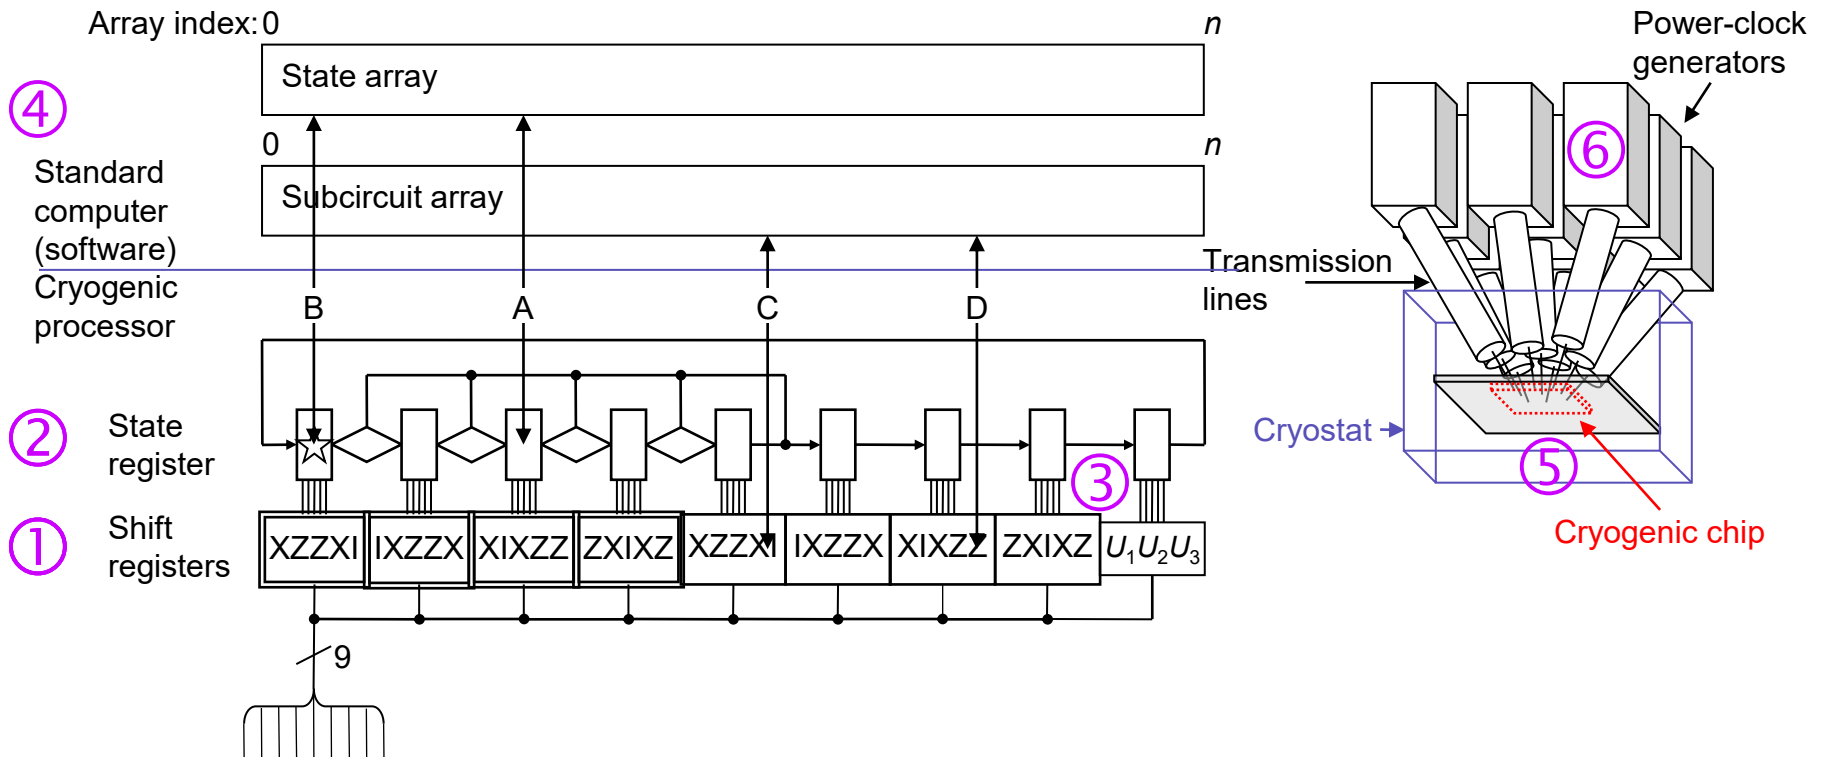 Array index: 0 n
State array
④
0 n
Standard
computer
(software)
Subcircuit array
Cryogenic
processor
B A C D
②
State
register
③
①
Shift
registers
XZZXI IXZZX XIXZZ ZXIXZ XZZXI IXZZX XIXZZ ZXIXZ U₁U₂U₃
9
Power-clock
generators
⑥
Transmission
lines
Cryostat
⑤
Cryogenic chip